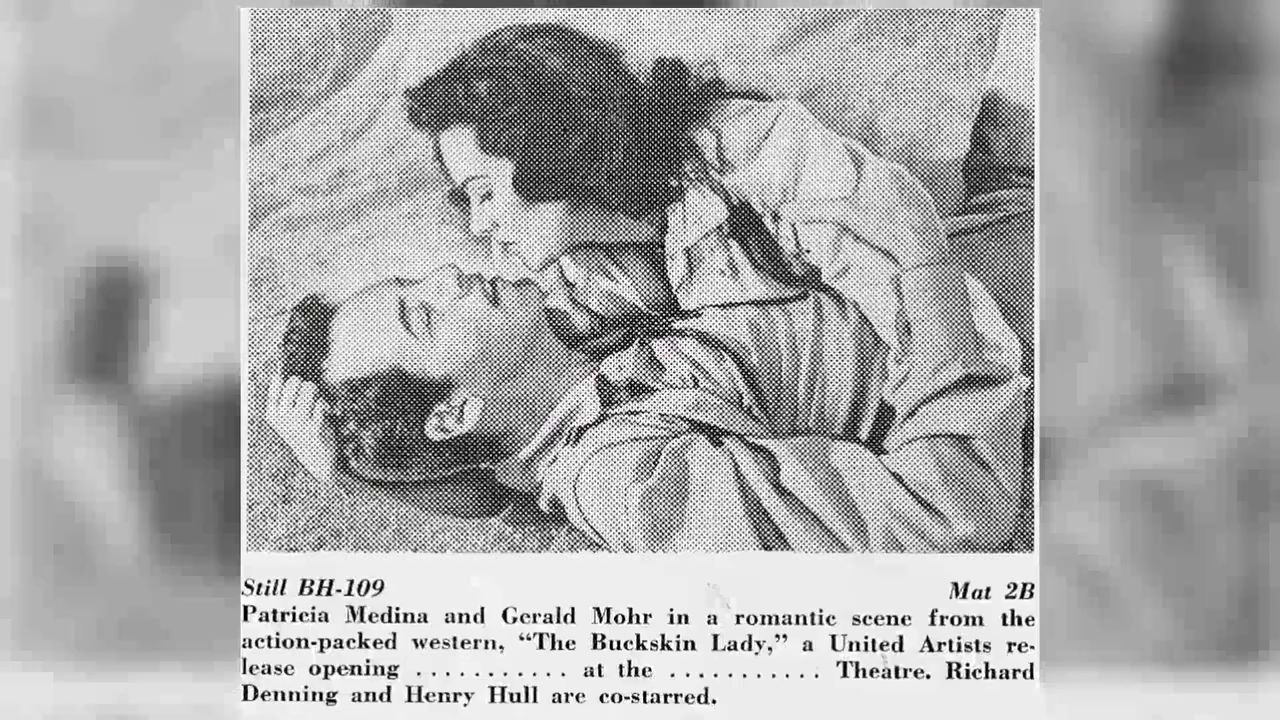 Still BH-109 Mat 2B
Patricia Medina and Gerald Mohr in a romantic scene from the
action-packed western, “The Buckskin Lady,” a United Artists re-
lease opening ........... at the ........... Theatre. Richard
Denning and Henry Hull are co-starred.